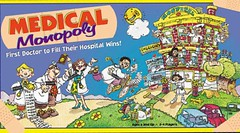 MEDICAL
Monopoly
First Doctor to Fill Their Hospital Wins!